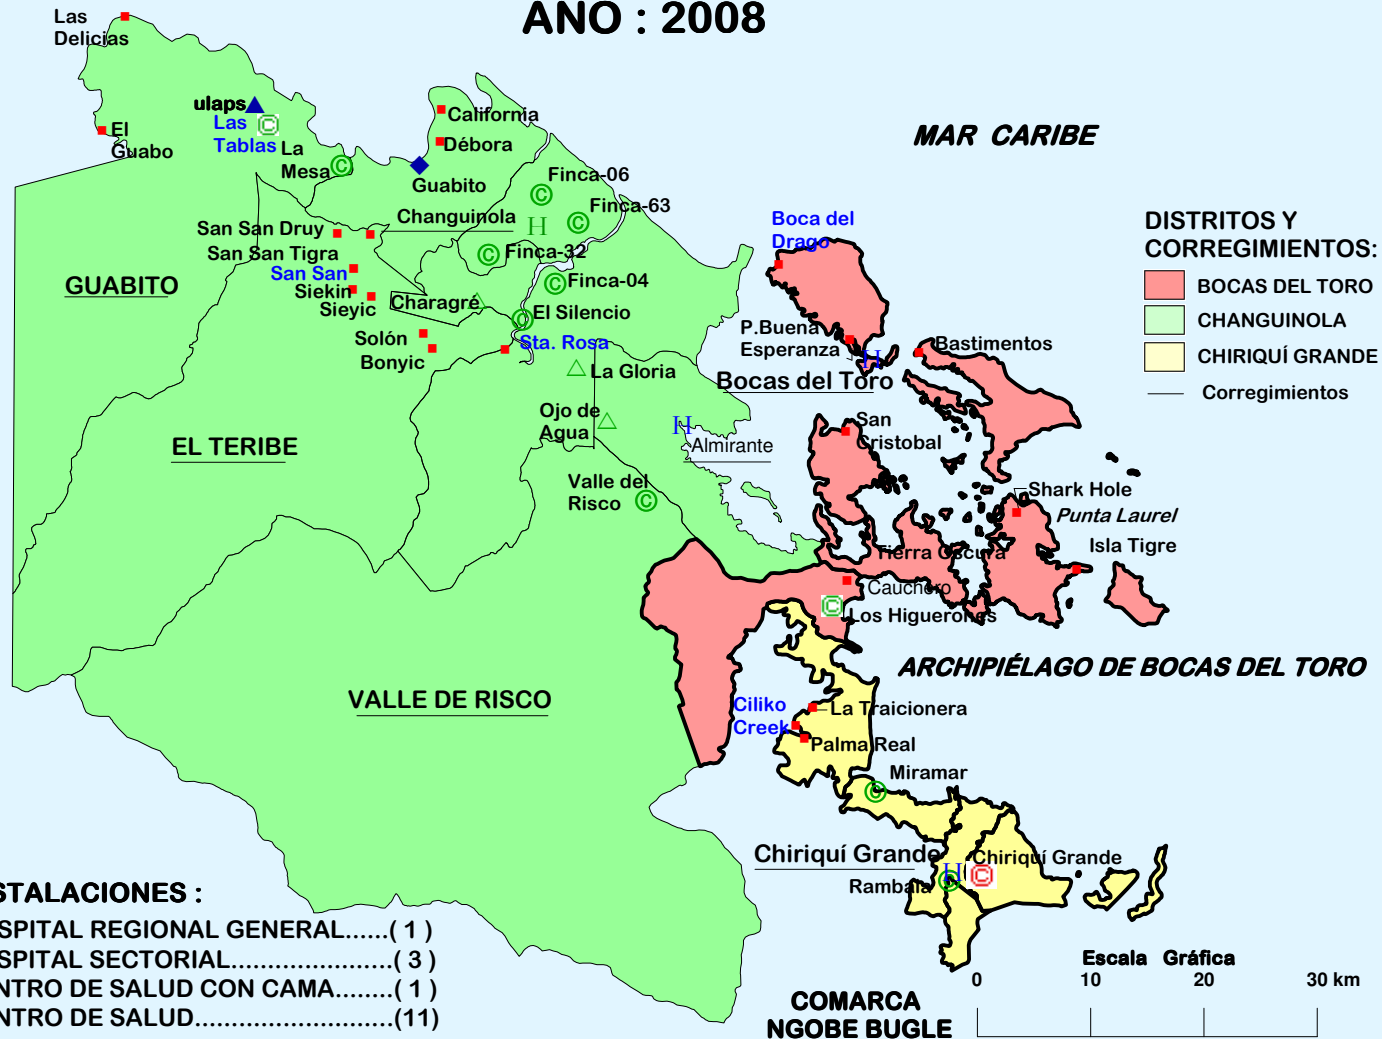 ANO : 2008
Las
Delicias
ulaps
Las
Tablas
El
Guabo
La
Mesa
California
Débora
Guabito
Finca-06
Finca-63
Changuinola
H
Finca-32
Finca-04
San San Druy
San San Tigra
San San
Siekin
Sieyic
Charagré
El Silencio
Solón
Bonyic
Sta. Rosa
La Gloria
Ojo de
Agua
Valle del
Risco
H
Almirante
GUABITO
EL TERIBE
VALLE DE RISCO
MAR CARIBE
Boca del
Drago
P.Buena
Esperanza
H
Bocas del Toro
Bastimentos
San
Cristobal
Shark Hole
Punta Laurel
Isla Tigre
Tierra Oscura
Cauchero
Los Higuerones
ARCHIPIÉLAGO DE BOCAS DEL TORO
Ciliko
Creek
La Traicionera
Palma Real
Miramar
Chiriquí Grande
H
Chiriquí Grande
Rambala
DISTRITOS Y
CORREGIMIENTOS:
BOCAS DEL TORO
CHANGUINOLA
CHIRIQUÍ GRANDE
Corregimientos
STALACIONES :
SPITAL REGIONAL GENERAL......( 1 )
SPITAL SECTORIAL......................( 3 )
NTRO DE SALUD CON CAMA........( 1 )
NTRO DE SALUD...........................(11)
COMARCA
NGOBE BUGLE
Escala Gráfica
0 10 20 30 km